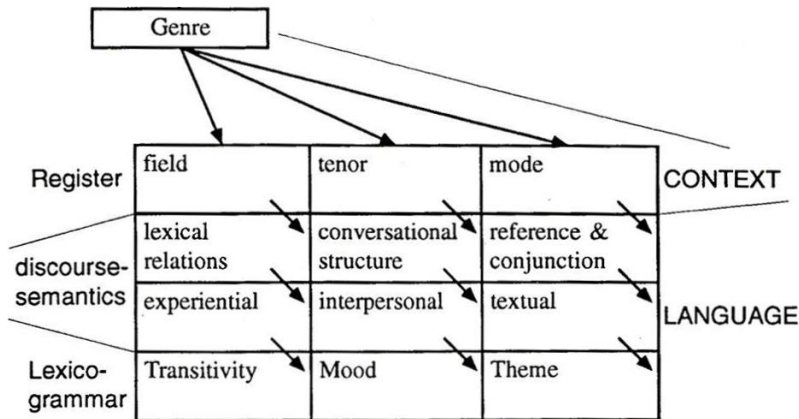 Genre
Register
field
tenor
mode
CONTEXT
lexical
relations
conversational
structure
reference &
conjunction
discourse-
semantics
experiential
interpersonal
textual
LANGUAGE
Lexico-
grammar
Transitivity
Mood
Theme